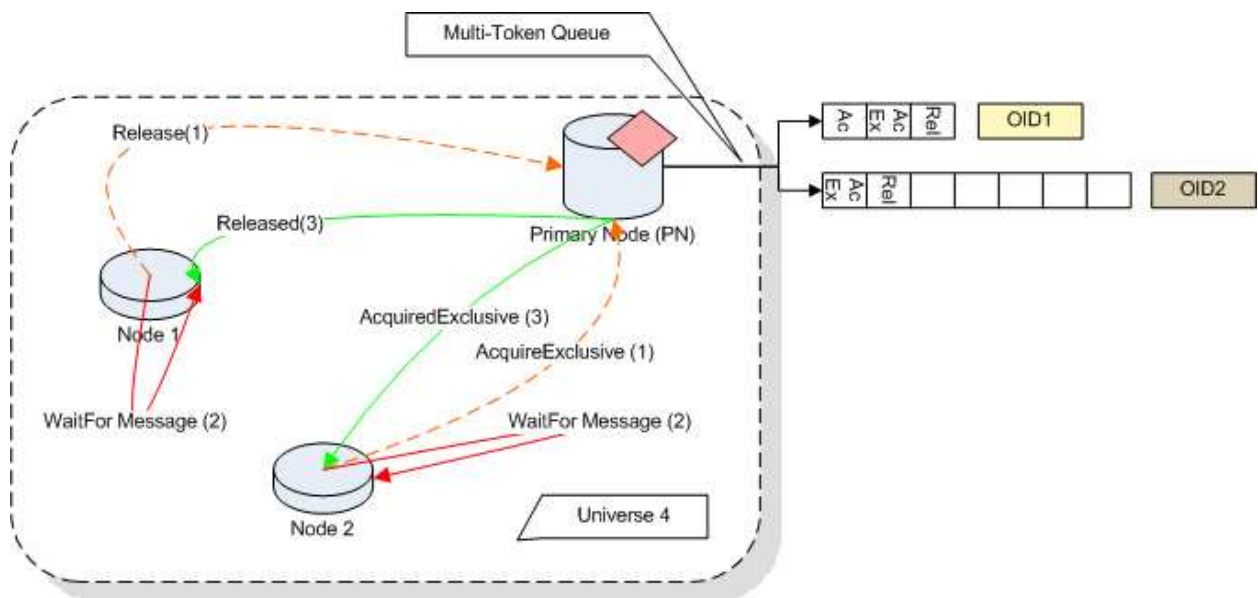 Multi-Token Queue
Release(1)
Ac
Ex Ac
Rel
OID1
Ex Ac
Rel
OID2
Released(3)
Primary Node (PN)
Node 1
AcquiredExclusive (3)
AcquireExclusive (1)
WaitFor Message (2)
WaitFor Message (2)
Node 2
Universe 4